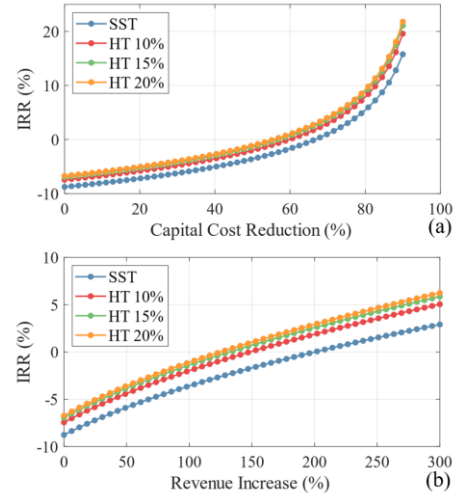 20
10
0
-10
IRR (%)
SST
HT 10%
HT 15%
HT 20%
0 20 40 60 80 100
Capital Cost Reduction (%)
(a)
10
5
0
-5
-10
IRR (%)
SST
HT 10%
HT 15%
HT 20%
0 50 100 150 200 250 300
Revenue Increase (%)
(b)